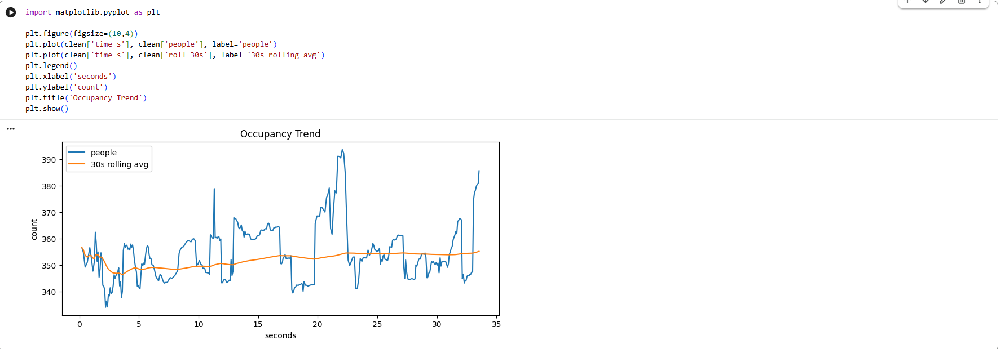 import matplotlib.pyplot as plt
plt.figure(figsize=(10,4))
plt.plot(clean['time_s'], clean['people'], label='people')
plt.plot(clean['time_s'], clean['roll_30s'], label='30s rolling avg')
plt.legend()
plt.xlabel('seconds')
plt.ylabel('count')
plt.title('Occupancy Trend')
plt.show()
Occupancy Trend
people
30s rolling avg
390
380
370
360
350
340
count
0 5 10 15 20 25 30 35
seconds